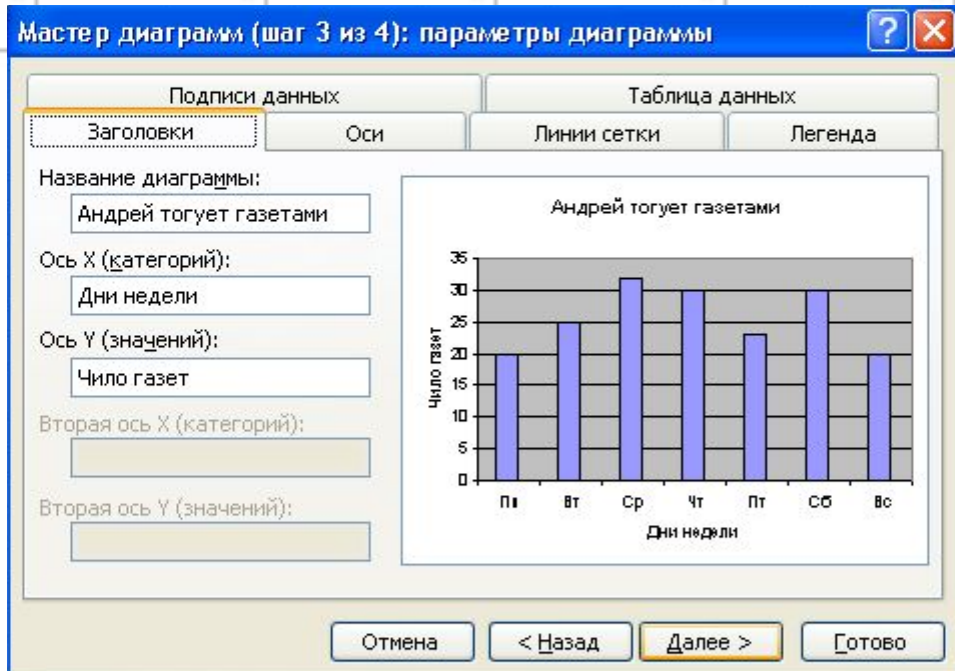 Мастер диаграмм (шаг 3 из 4): параметры диаграммы
Подписи данных
Таблица данных
Заголовки
Оси
Линии сетки
Легенда
Название диаграммы:
Андрей тогует газетами
Ось X (категорий):
Дни недели
Ось Y (значений):
Чило газет
Вторая ось X (категорий):
Вторая ось Y (значений):
Андрей тогует газетами
Чило газет
35
30
25
20
15
10
5
0
Пн Вт Ср Чт Пт Сб Вс
Дни недели
Отмена
< Назад
Далее >
Готово